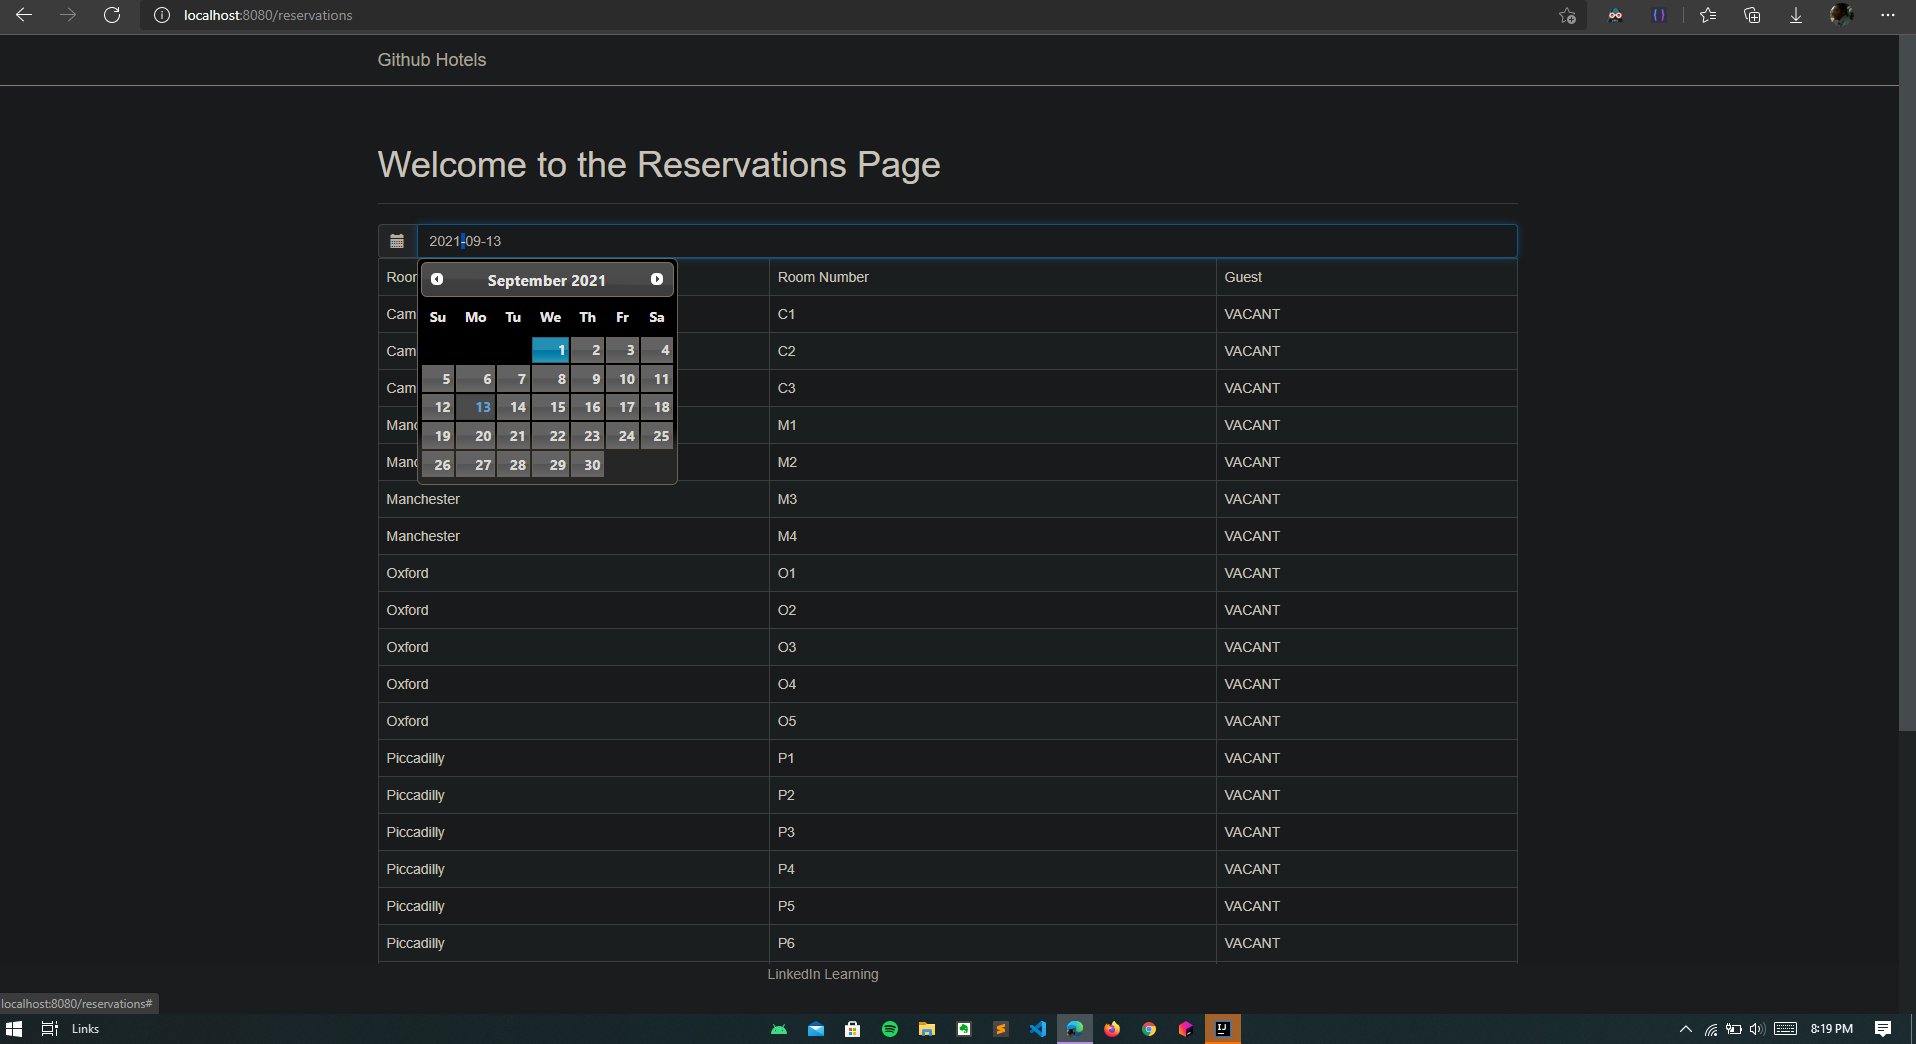 localhost:8080/reservations
Github Hotels
Welcome to the Reservations Page
2021-09-13
Roor Room Number Guest
Cam C1 VACANT
Cam C2 VACANT
Cam C3 VACANT
Manc M1 VACANT
Manc M2 VACANT
September 2021
Su Mo Tu We Th Fr Sa
1 2 3 4
5 6 7 8 9 10 11
12 13 14 15 16 17 18
19 20 21 22 23 24 25
26 27 28 29 30
Manchester M3 VACANT
Manchester M4 VACANT
Oxford O1 VACANT
Oxford O2 VACANT
Oxford O3 VACANT
Oxford O4 VACANT
Oxford O5 VACANT
Piccadilly P1 VACANT
Piccadilly P2 VACANT
Piccadilly P3 VACANT
Piccadilly P4 VACANT
Piccadilly P5 VACANT
Piccadilly P6 VACANT
LinkedIn Learning
localhost:8080/reservations#
Links
8:19 PM